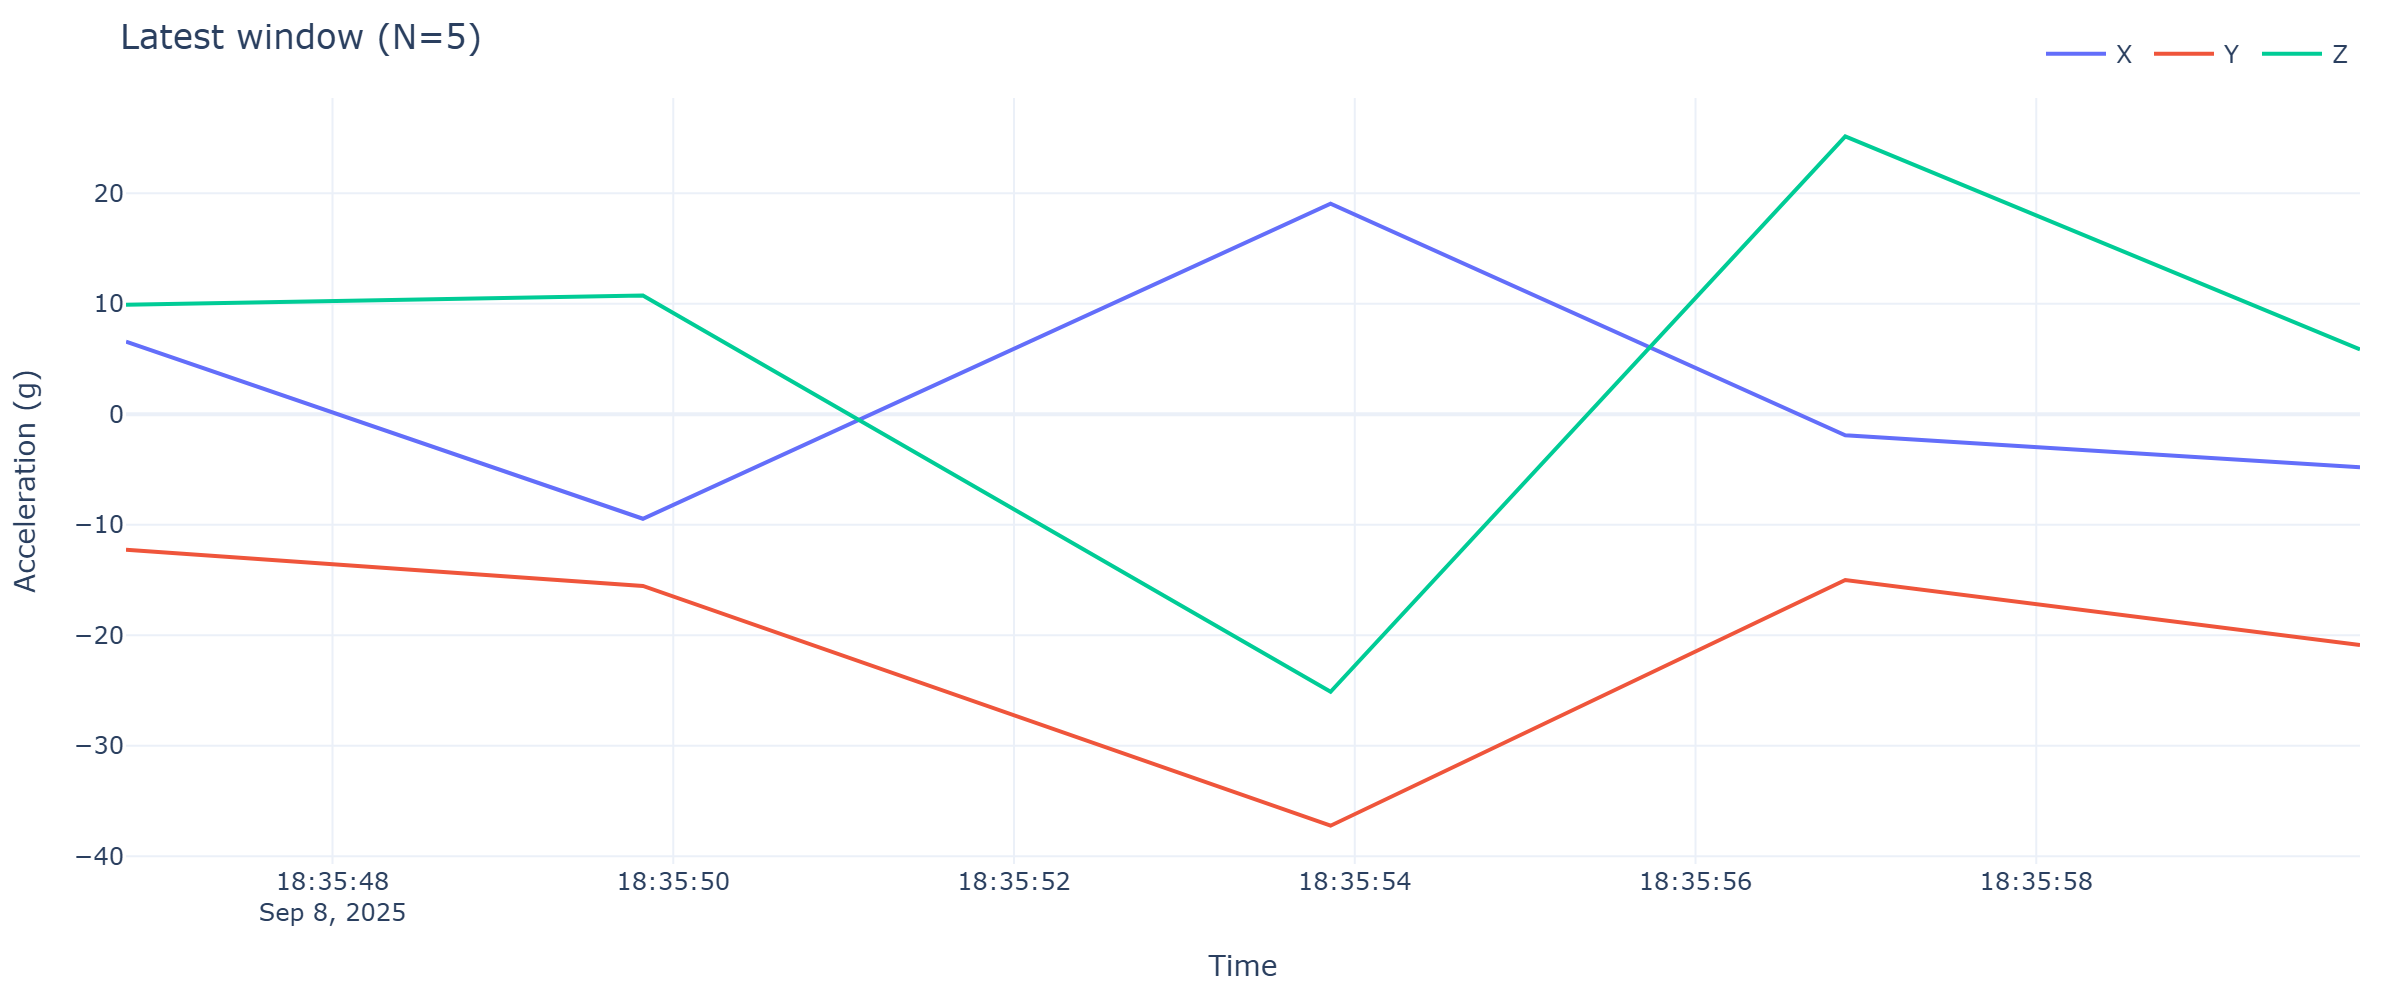 Latest window (N=5)
X Y Z
Acceleration (g)
20
10
0
−10
−20
−30
−40
18:35:48 18:35:50 18:35:52 18:35:54 18:35:56 18:35:58
Sep 8, 2025
Time